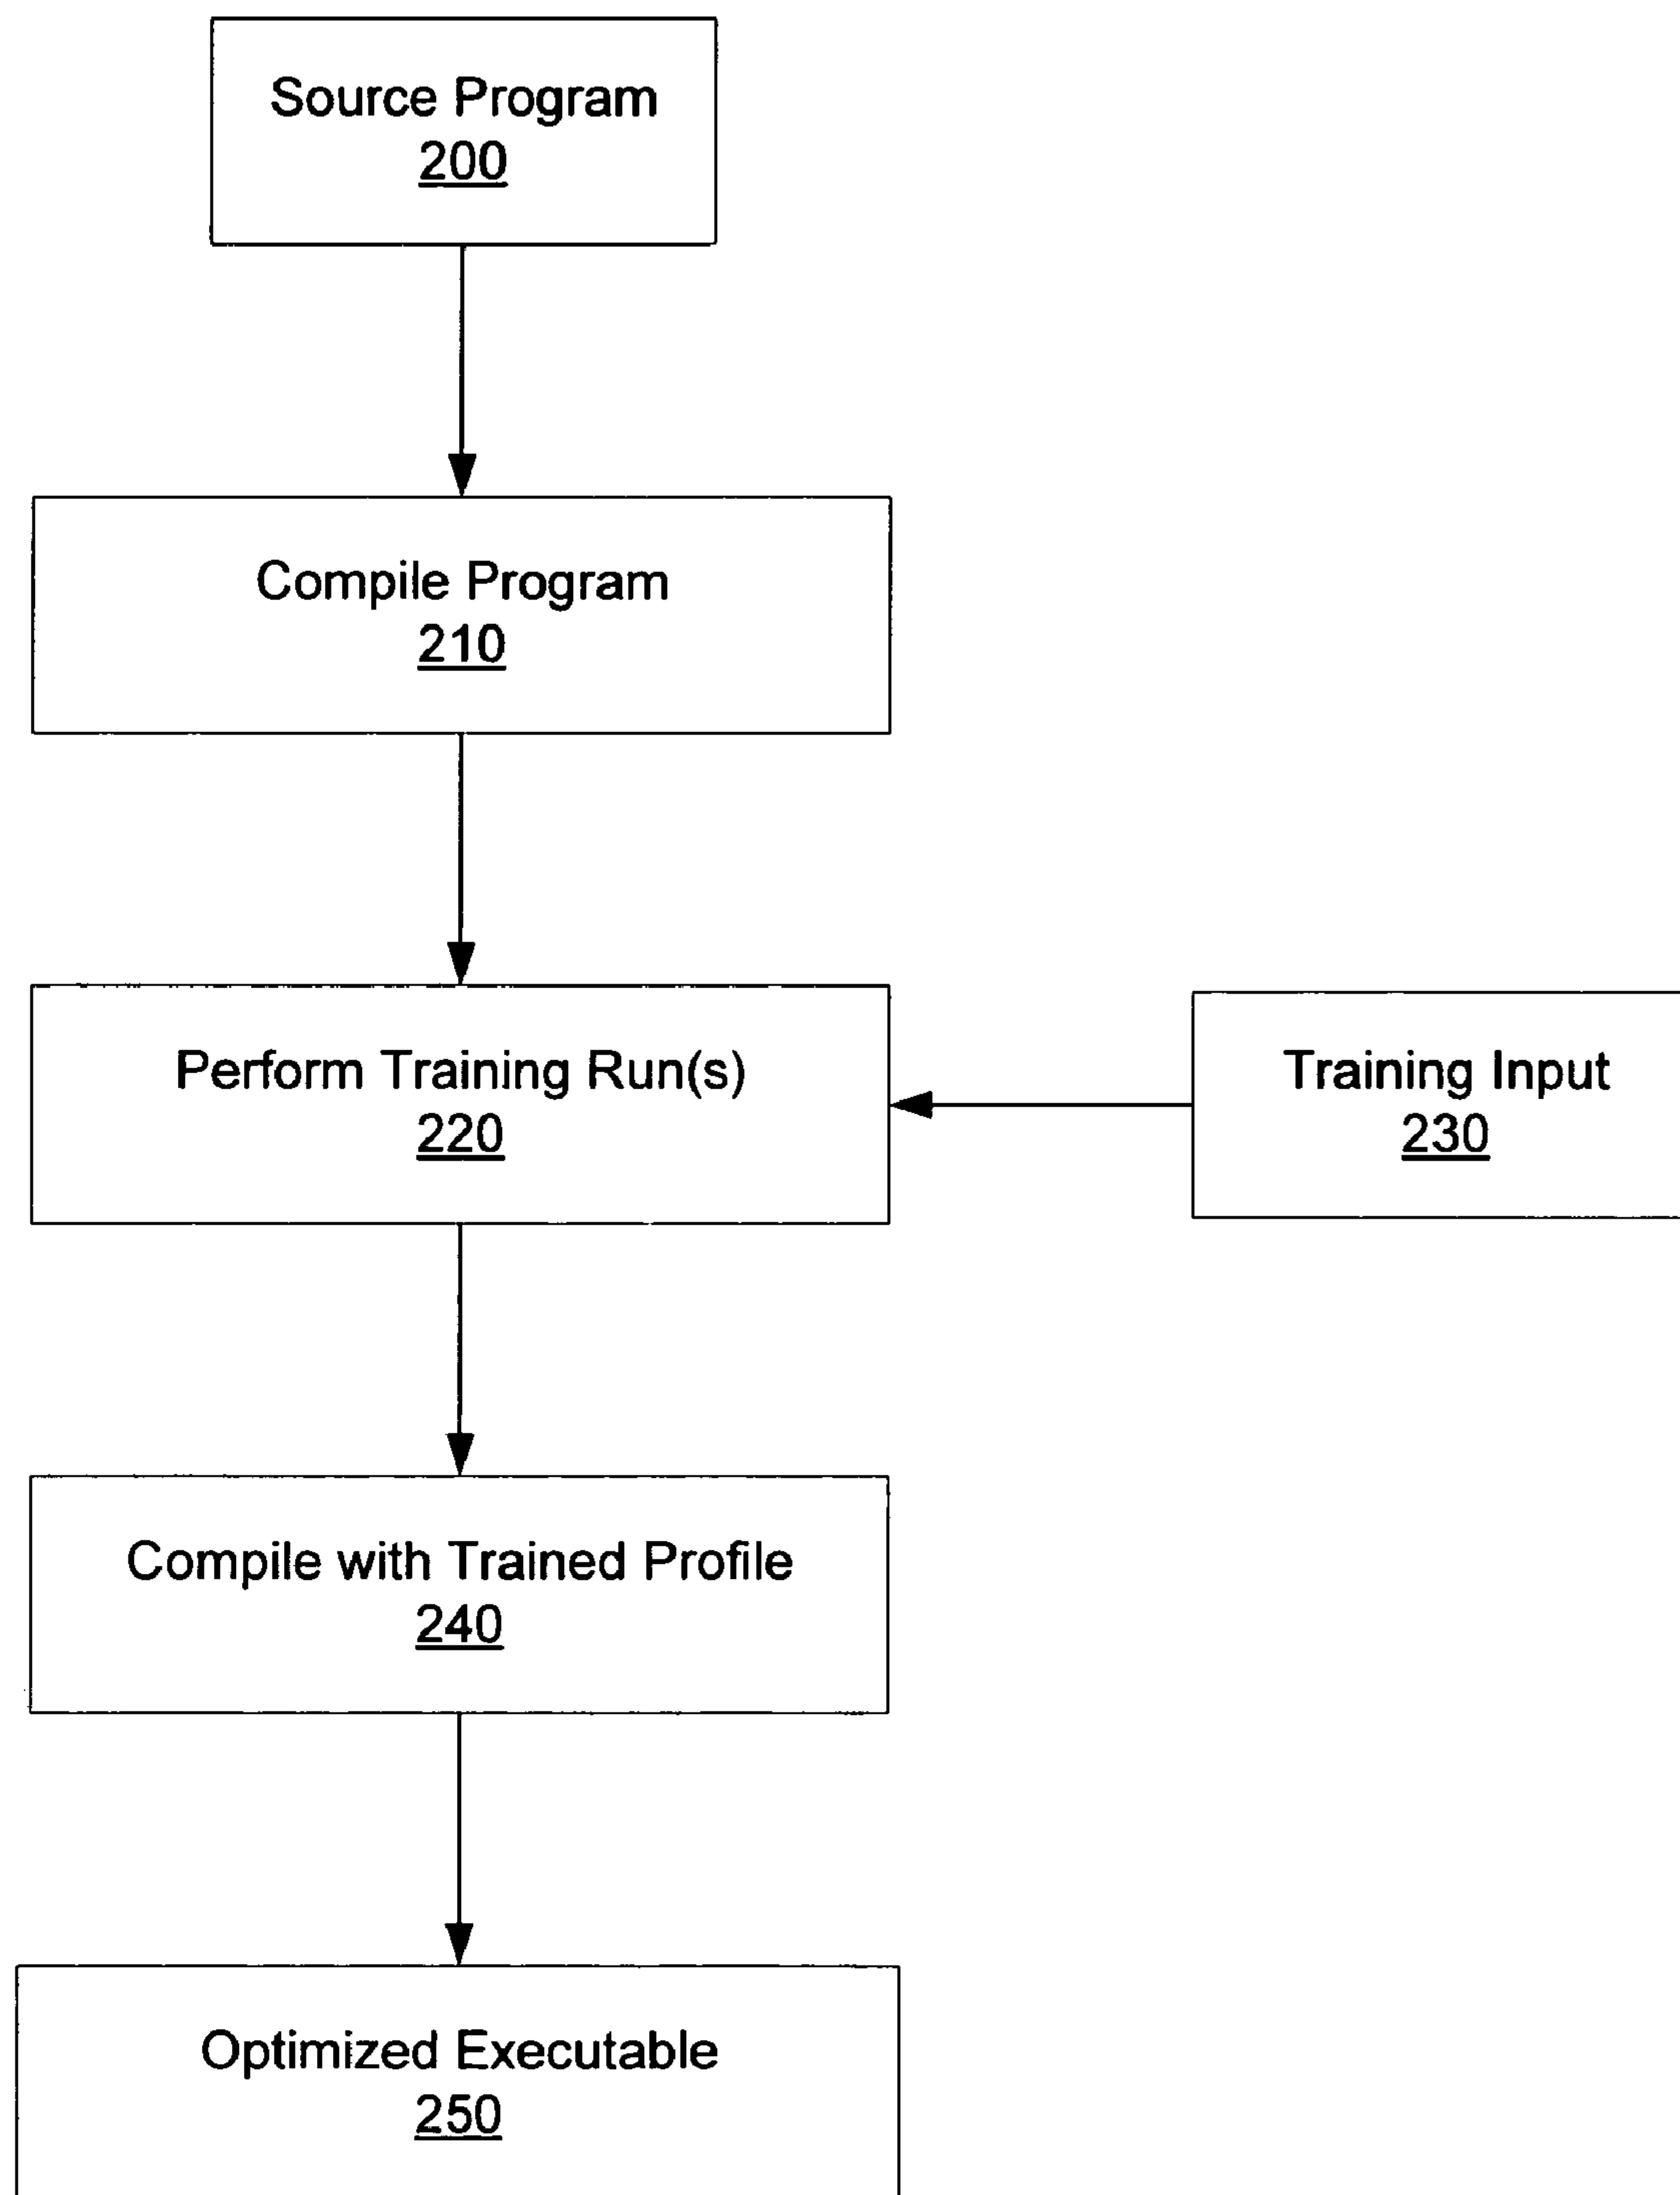 Source Program
200
Compile Program
210
Perform Training Run(s)
220
Training Input
230
Compile with Trained Profile
240
Optimized Executable
250